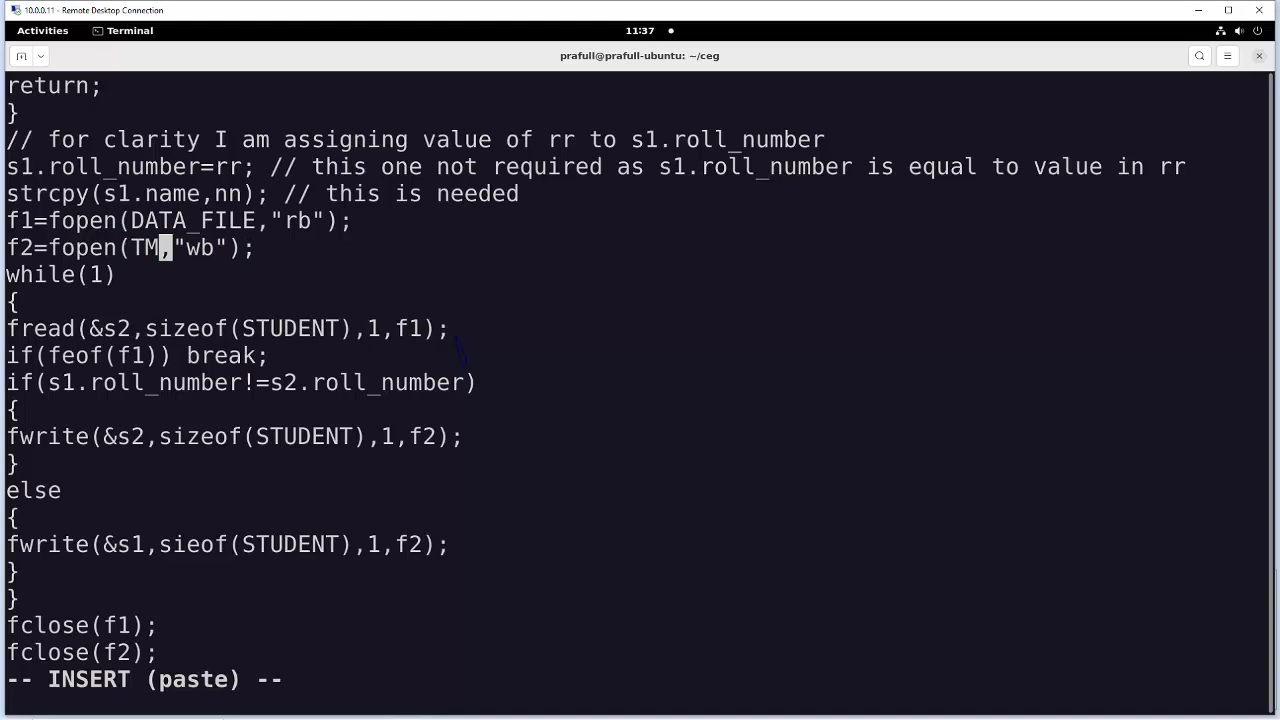 10.0.0.11 - Remote Desktop Connection
Activities Terminal 11:37
prafull@prafull-ubuntu: ~/ceg
return;
}
// for clarity I am assigning value of rr to s1.roll_number
s1.roll_number=rr; // this one not required as s1.roll_number is equal to value in rr
strcpy(s1.name,nn); // this is needed
f1=fopen(DATA_FILE,"rb");
f2=fopen(TM,"wb");
while(1)
{
fread(&s2,sizeof(STUDENT),1,f1);
if(feof(f1)) break;
if(s1.roll_number!=s2.roll_number)
{
fwrite(&s2,sizeof(STUDENT),1,f2);
}
else
{
fwrite(&s1,sieof(STUDENT),1,f2);
}
}
fclose(f1);
fclose(f2);
-- INSERT (paste) --